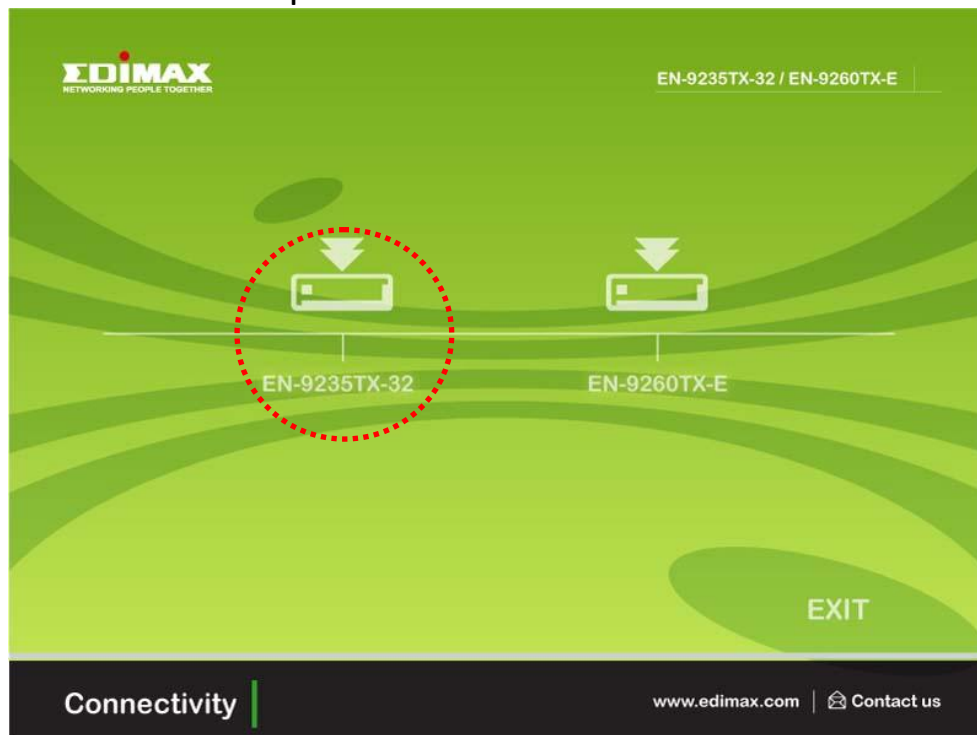 EDIMAX
NETWORKING PEOPLE TOGETHER
EN-9235TX-32 / EN-9260TX-E
EN-9235TX-32
EN-9260TX-E
EXIT
Connectivity
www.edimax.com | Contact us